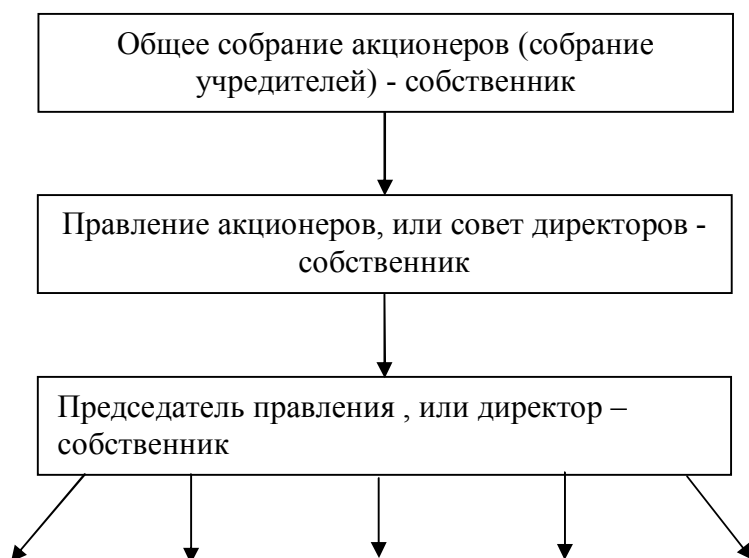 Общее собрание акционеров (собрание
учредителей) - собственник
Правление акционеров, или совет директоров -
собственник
Председатель правления , или директор –
собственник